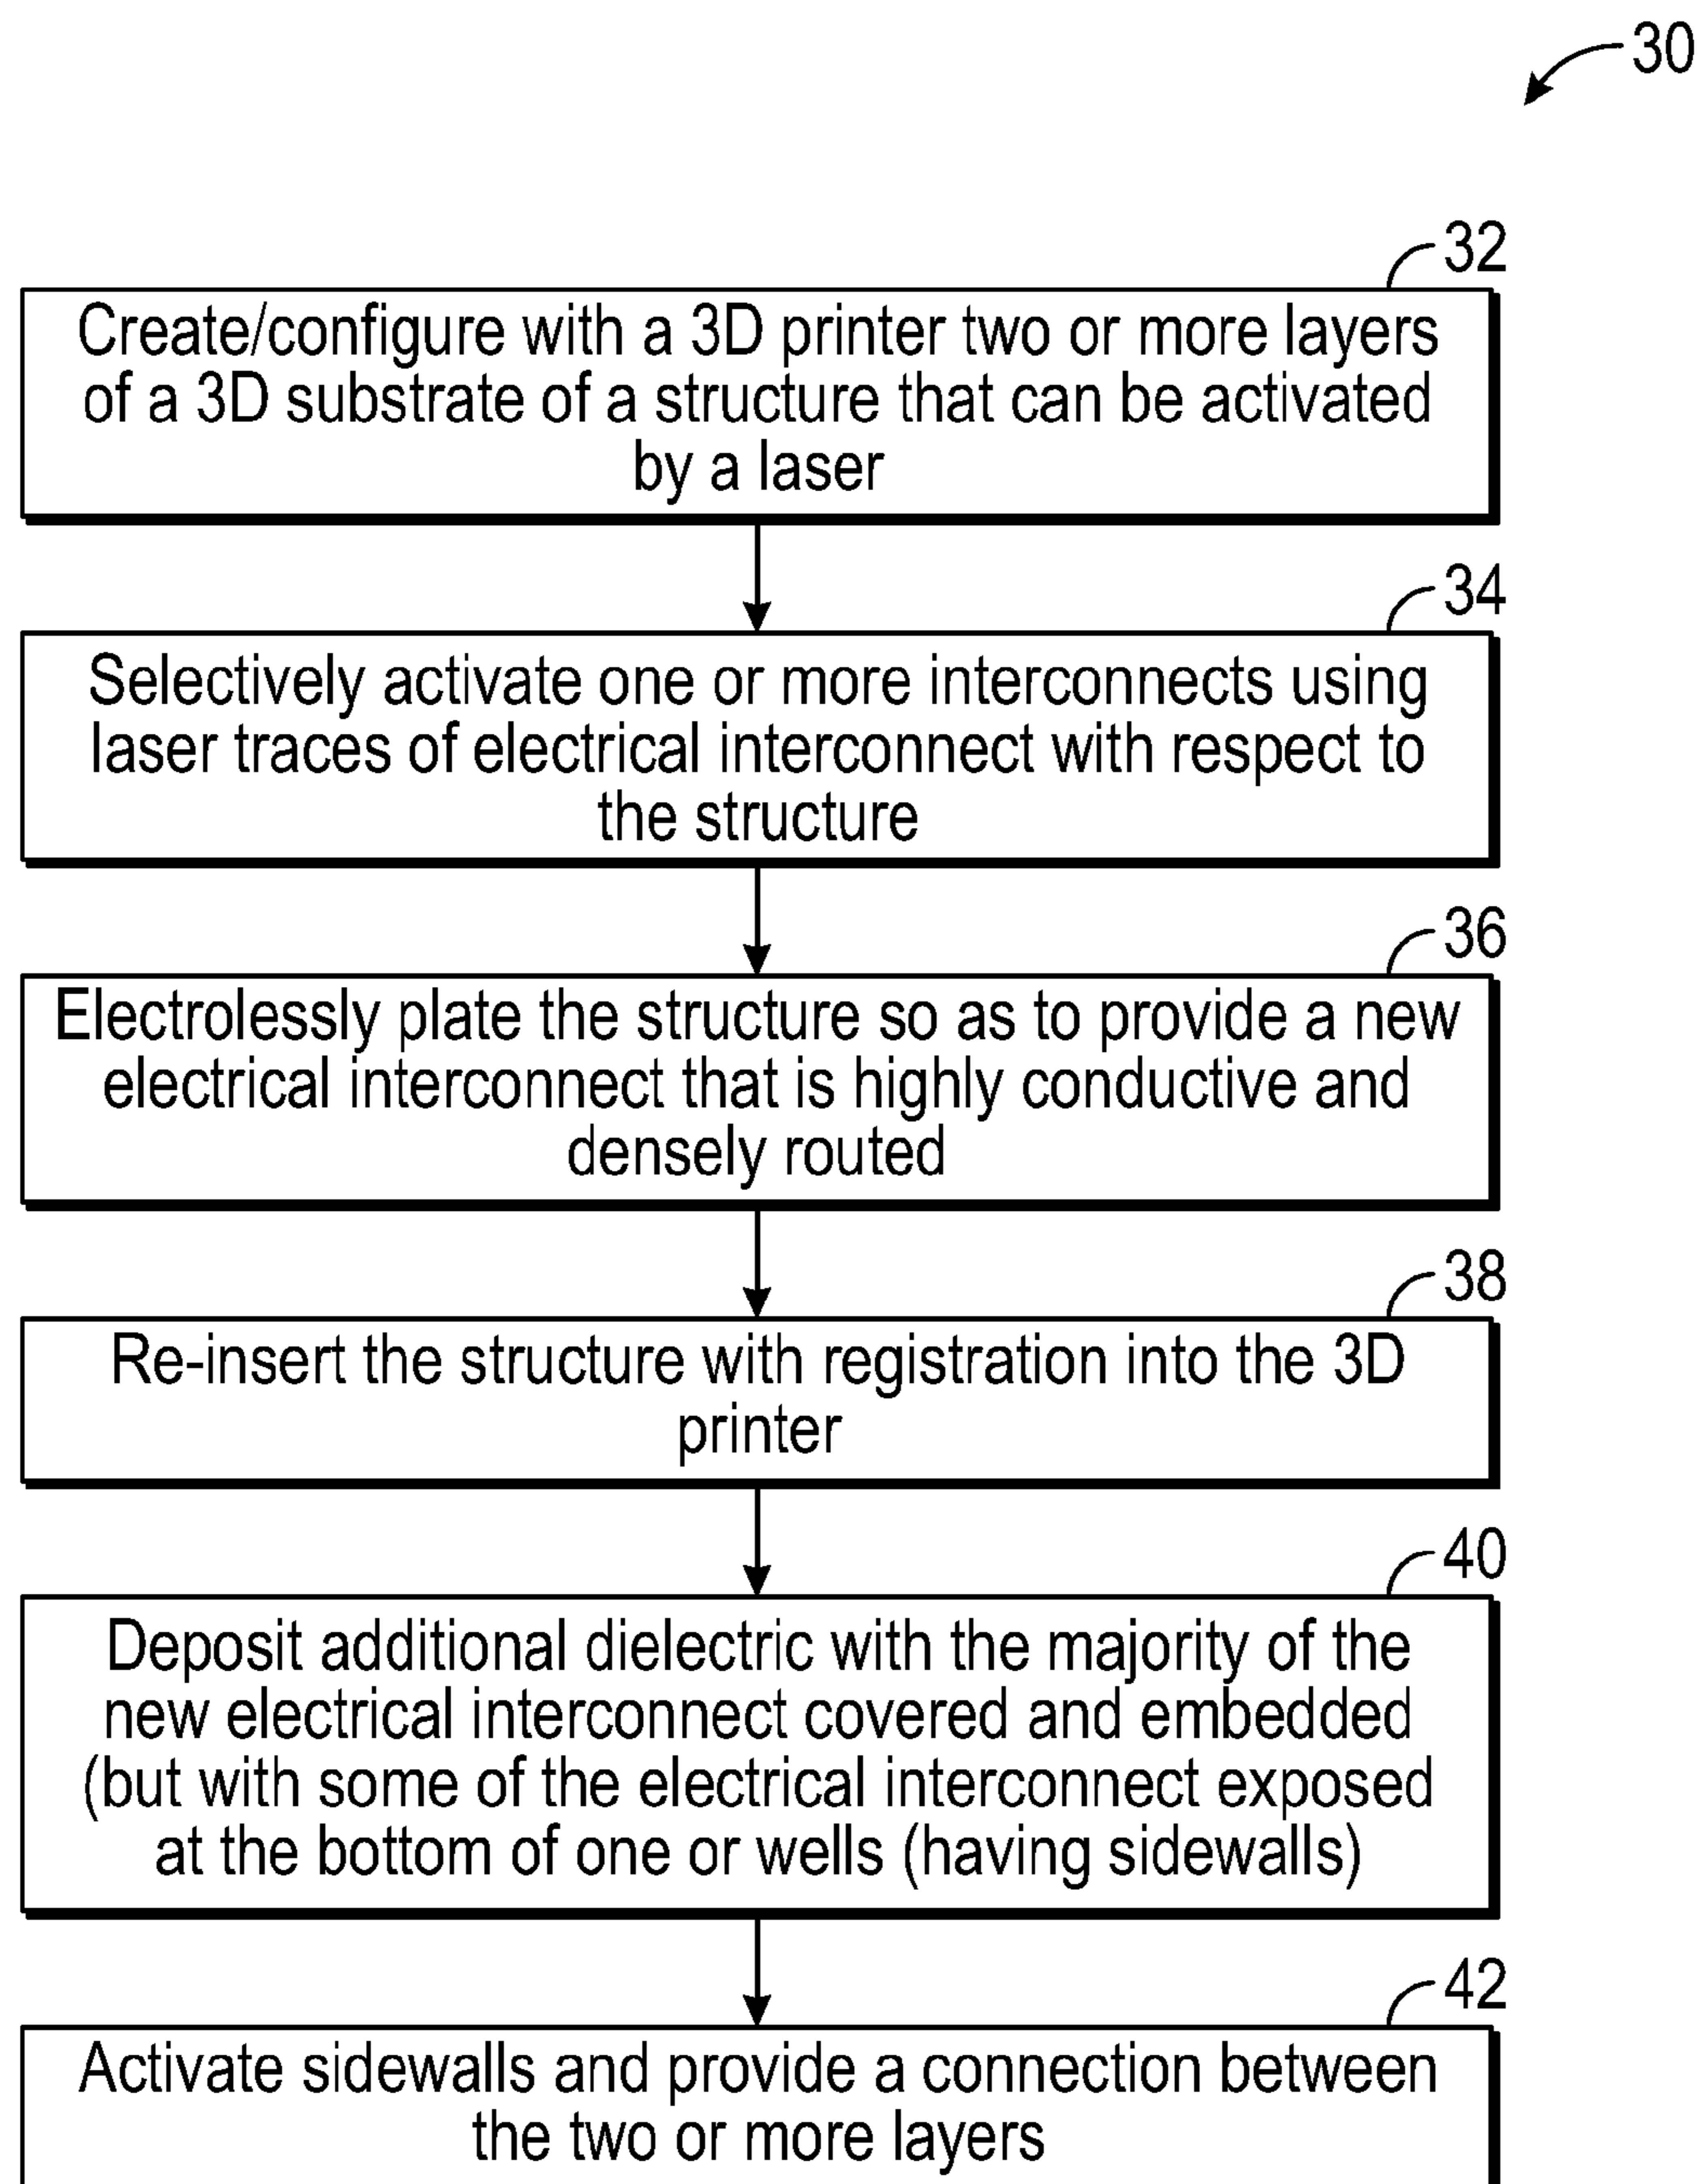 30
32
Create/configure with a 3D printer two or more layers
of a 3D substrate of a structure that can be activated
by a laser
34
Selectively activate one or more interconnects using
laser traces of electrical interconnect with respect to
the structure
36
Electrolessly plate the structure so as to provide a new
electrical interconnect that is highly conductive and
densely routed
38
Re-insert the structure with registration into the 3D
printer
40
Deposit additional dielectric with the majority of the
new electrical interconnect covered and embedded
(but with some of the electrical interconnect exposed
at the bottom of one or wells (having sidewalls)
42
Activate sidewalls and provide a connection between
the two or more layers